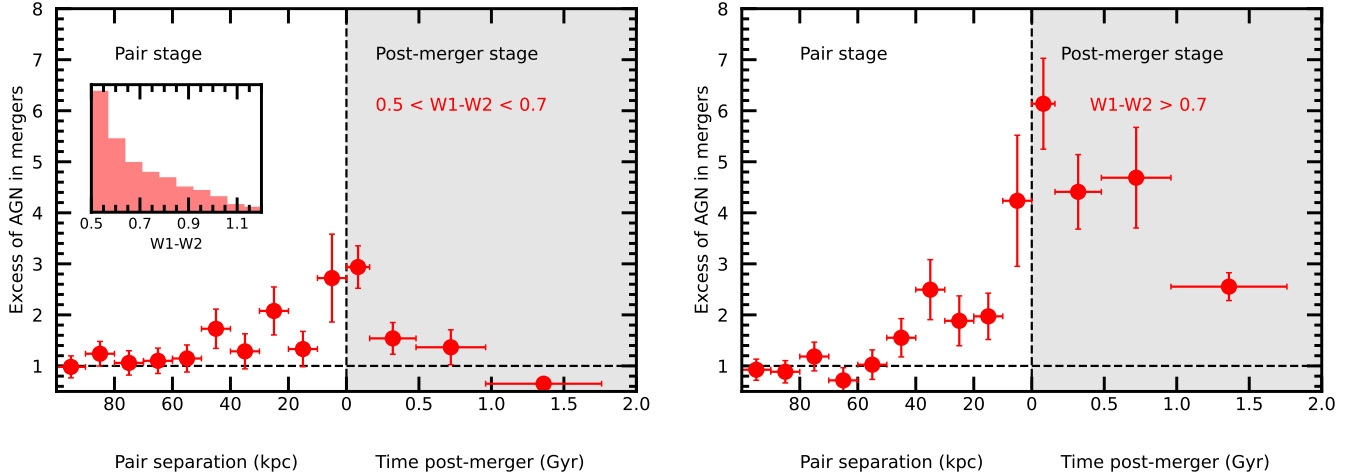 8
7
6
5
4
3
2
1
Excess of AGN in mergers
Pair stage
Post-merger stage
0.5 < W1-W2 < 0.7
0.5 0.7 0.9 1.1
W1-W2
80 60 40 20 0 0.5 1.0 1.5 2.0
Pair separation (kpc) Time post-merger (Gyr)
8
7
6
5
4
3
2
1
Excess of AGN in mergers
Pair stage
Post-merger stage
W1-W2 > 0.7
80 60 40 20 0 0.5 1.0 1.5 2.0
Pair separation (kpc) Time post-merger (Gyr)